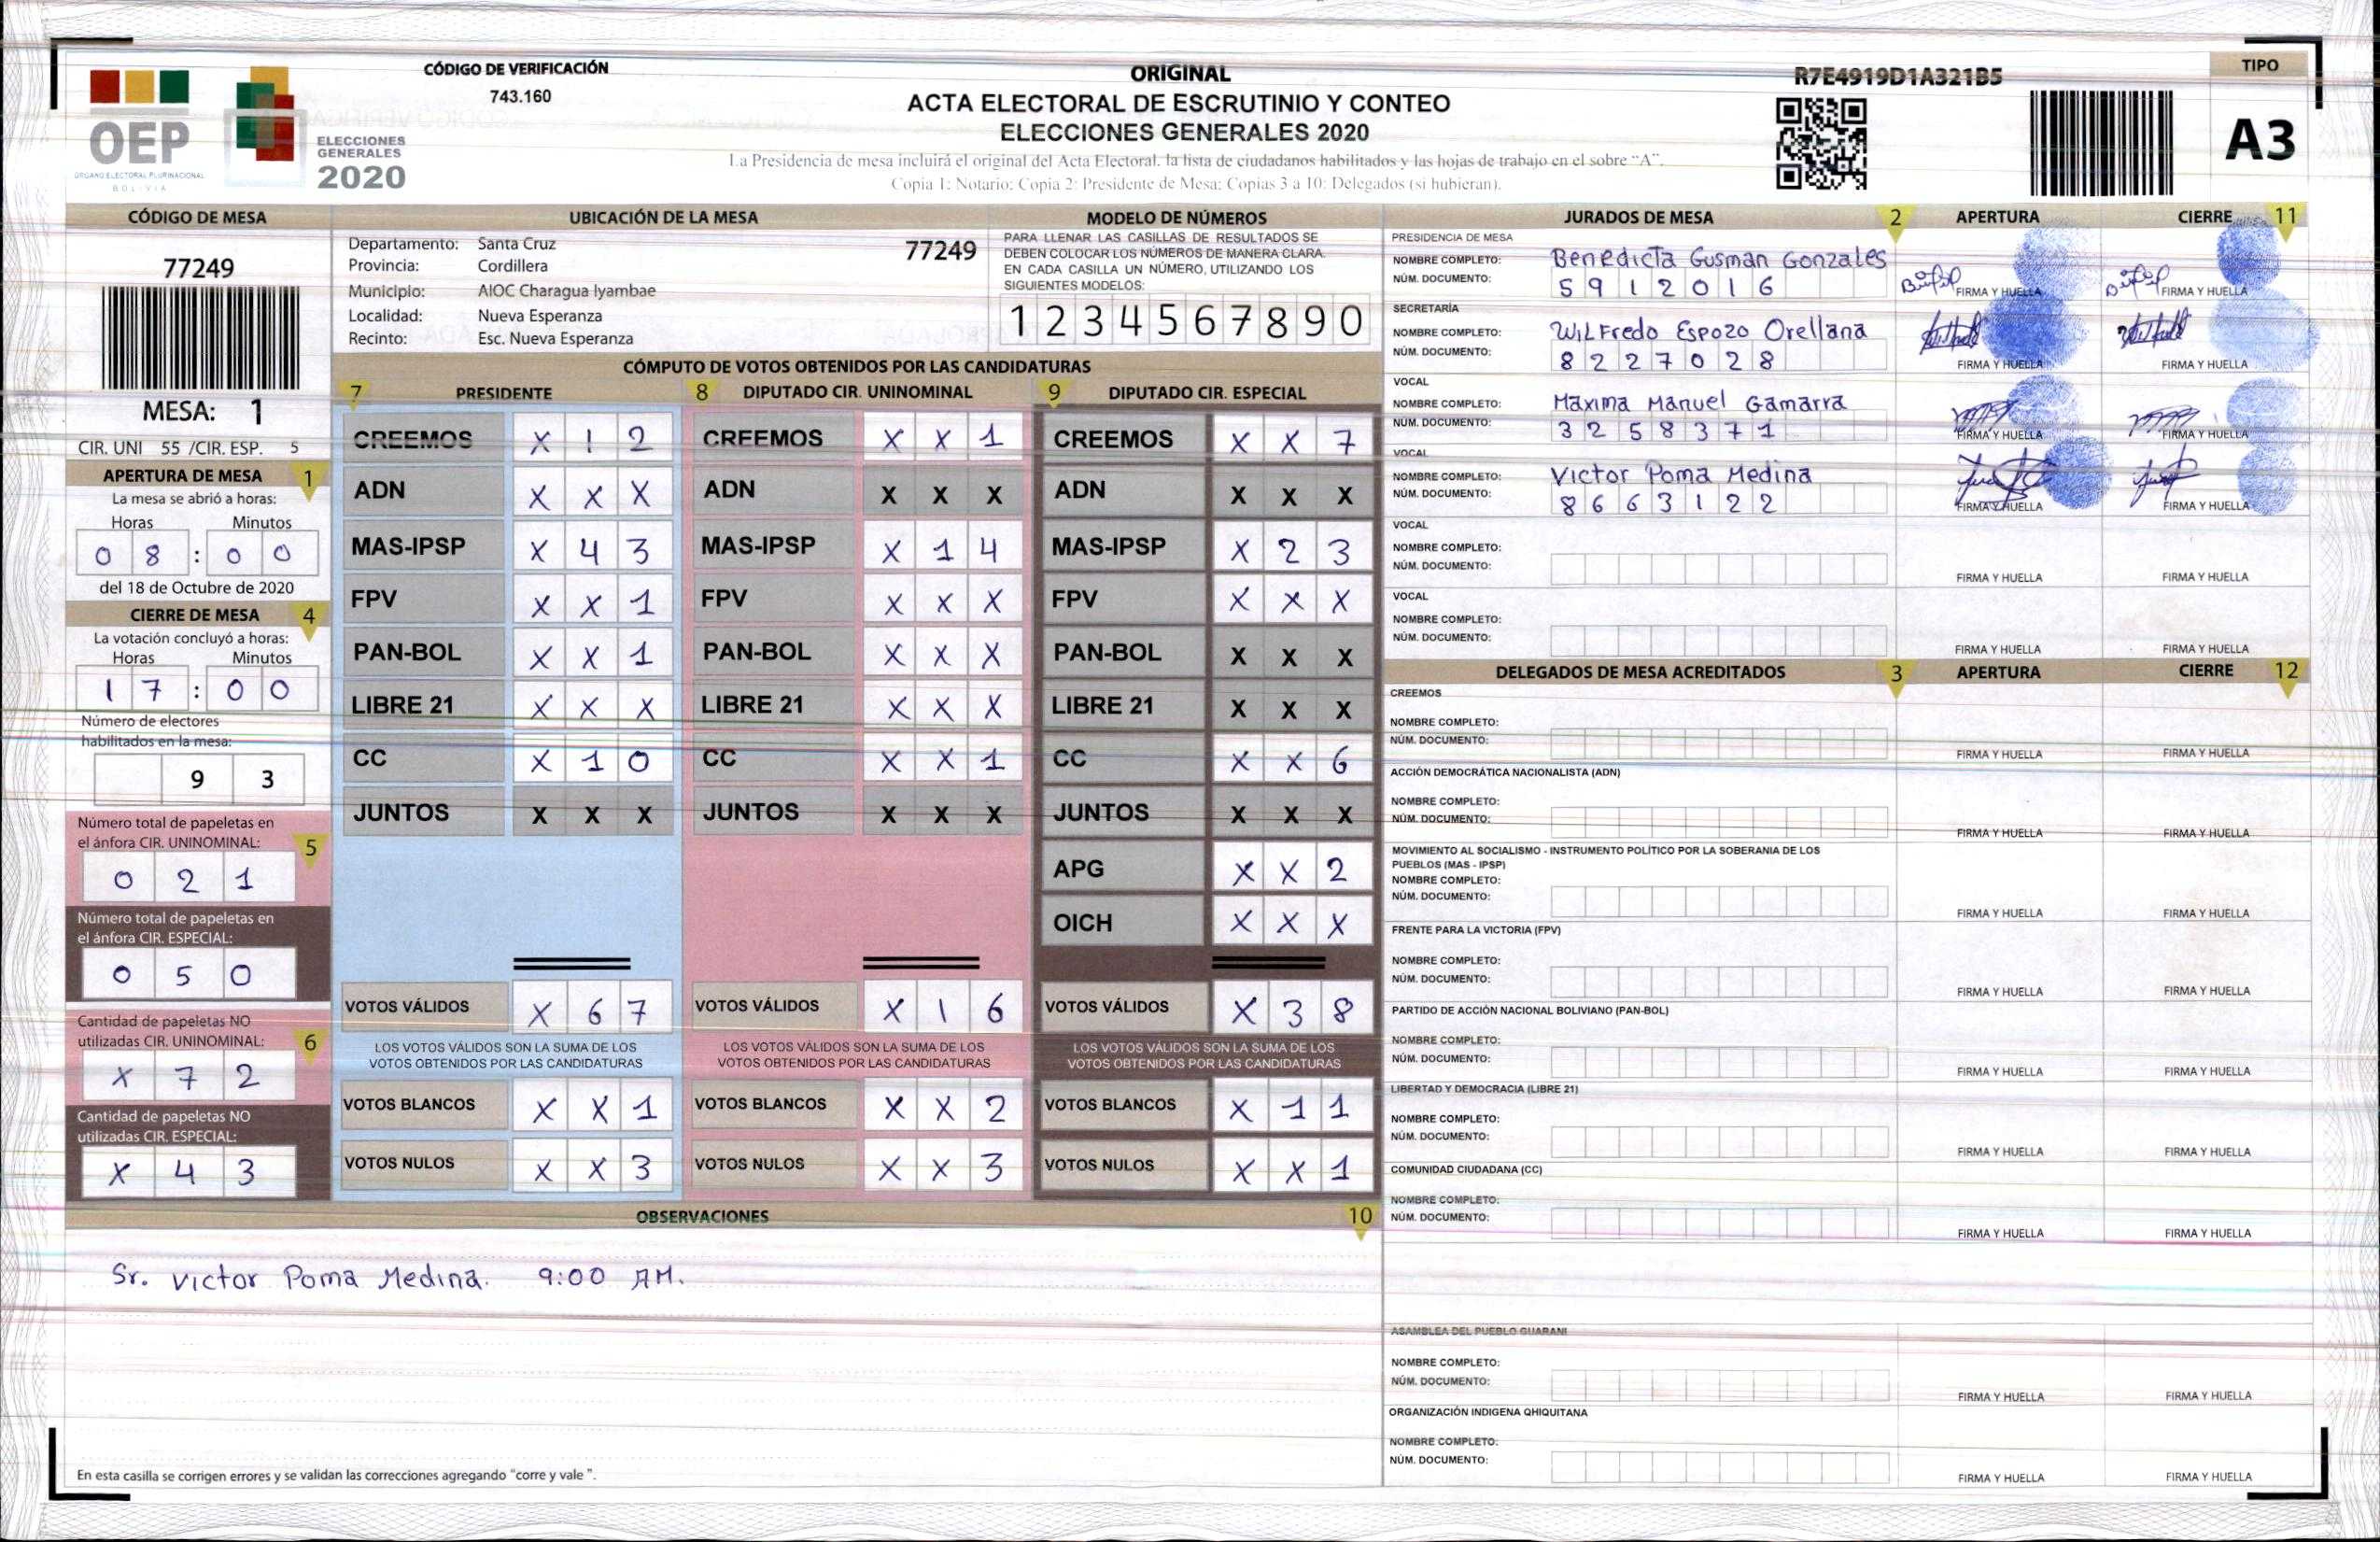 CÓDIGO DE VERIFICACIÓN
743.160
ORIGINAL
ACTA ELECTORAL DE ESCRUTINIO Y CONTEO
ELECCIONES GENERALES 2020
La Presidencia de mesa incluirá el original del Acta Electoral, la lista de ciudadanos habilitados y las hojas de trabajo en el sobre “A”.
Copia 1: Notario; Copia 2: Presidente de Mesa; Copias 3 a 10: Delegados (si hubieran).
R7E4919D1A321B5
TIPO
A3
OEP
ÓRGANO ELECTORAL PLURINACIONAL
BOLIVIA
ELECCIONES
GENERALES
2020
CÓDIGO DE MESA
77249
MESA: 1
CIR. UNI 55 /CIR. ESP. 5
APERTURA DE MESA 1
La mesa se abrió a horas:
Horas Minutos
0 8 : 0 0
del 18 de Octubre de 2020
CIERRE DE MESA 4
La votación concluyó a horas:
Horas Minutos
1 7 : 0 0
Número de electores
habilitados en la mesa:
9 3
Número total de papeletas en
el ánfora CIR. UNINOMINAL: 5
0 2 1
Número total de papeletas en
el ánfora CIR. ESPECIAL:
0 5 0
Cantidad de papeletas NO
utilizadas CIR. UNINOMINAL: 6
X 7 2
Cantidad de papeletas NO
utilizadas CIR. ESPECIAL:
X 4 3
UBICACIÓN DE LA MESA
Departamento: Santa Cruz 77249
Provincia: Cordillera
Municipio: AIOC Charagua Iyambae
Localidad: Nueva Esperanza
Recinto: Esc. Nueva Esperanza
MODELO DE NÚMEROS
PARA LLENAR LAS CASILLAS DE RESULTADOS SE
DEBEN COLOCAR LOS NÚMEROS DE MANERA CLARA.
EN CADA CASILLA UN NÚMERO, UTILIZANDO LOS
SIGUIENTES MODELOS:
1 2 3 4 5 6 7 8 9 0
CÓMPUTO DE VOTOS OBTENIDOS POR LAS CANDIDATURAS
7 PRESIDENTE 8 DIPUTADO CIR. UNINOMINAL 9 DIPUTADO CIR. ESPECIAL
CREEMOS X 1 2 CREEMOS X X 1 CREEMOS X X 7
ADN X X X ADN X X X ADN X X X
MAS-IPSP X 4 3 MAS-IPSP X 1 4 MAS-IPSP X 2 3
FPV X X 1 FPV X X X FPV X X X
PAN-BOL X X 1 PAN-BOL X X X PAN-BOL X X X
LIBRE 21 X X X LIBRE 21 X X X LIBRE 21 X X X
CC X 1 0 CC X X 1 CC X X 6
JUNTOS X X X JUNTOS X X X JUNTOS X X X
APG X X 2
OICH X X X
VOTOS VÁLIDOS X 6 7 VOTOS VÁLIDOS X 1 6 VOTOS VÁLIDOS X 3 8
LOS VOTOS VÁLIDOS SON LA SUMA DE LOS LOS VOTOS VÁLIDOS SON LA SUMA DE LOS LOS VOTOS VÁLIDOS SON LA SUMA DE LOS
VOTOS OBTENIDOS POR LAS CANDIDATURAS VOTOS OBTENIDOS POR LAS CANDIDATURAS VOTOS OBTENIDOS POR LAS CANDIDATURAS
VOTOS BLANCOS X X 1 VOTOS BLANCOS X X 2 VOTOS BLANCOS X 1 1
VOTOS NULOS X X 3 VOTOS NULOS X X 3 VOTOS NULOS X X 1
OBSERVACIONES 10
Sr. Victor Poma Medina. 9:00 AM.
En esta casilla se corrigen errores y se validan las correcciones agregando “corre y vale ”.
JURADOS DE MESA 2 APERTURA CIERRE 11
PRESIDENCIA DE MESA
NOMBRE COMPLETO: Benedicta Gusman Gonzales
NÚM. DOCUMENTO: 5 9 1 2 0 1 6 FIRMA Y HUELLA FIRMA Y HUELLA
SECRETARÍA
NOMBRE COMPLETO: WiLFredo Espozo Orellana
NÚM. DOCUMENTO: 8 2 2 7 0 2 8 FIRMA Y HUELLA FIRMA Y HUELLA
VOCAL
NOMBRE COMPLETO: Maxima Manuel Gamarra
NÚM. DOCUMENTO: 3 2 5 8 3 7 1 FIRMA Y HUELLA FIRMA Y HUELLA
VOCAL
NOMBRE COMPLETO: Victor Poma Medina
NÚM. DOCUMENTO: 8 6 6 3 1 2 2 FIRMA Y HUELLA FIRMA Y HUELLA
VOCAL
NOMBRE COMPLETO:
NÚM. DOCUMENTO: FIRMA Y HUELLA FIRMA Y HUELLA
VOCAL
NOMBRE COMPLETO:
NÚM. DOCUMENTO: FIRMA Y HUELLA FIRMA Y HUELLA
DELEGADOS DE MESA ACREDITADOS 3 APERTURA CIERRE 12
CREEMOS
NOMBRE COMPLETO:
NÚM. DOCUMENTO: FIRMA Y HUELLA FIRMA Y HUELLA
ACCIÓN DEMOCRÁTICA NACIONALISTA (ADN)
NOMBRE COMPLETO:
NÚM. DOCUMENTO: FIRMA Y HUELLA FIRMA Y HUELLA
MOVIMIENTO AL SOCIALISMO - INSTRUMENTO POLÍTICO POR LA SOBERANIA DE LOS
PUEBLOS (MAS - IPSP)
NOMBRE COMPLETO:
NÚM. DOCUMENTO: FIRMA Y HUELLA FIRMA Y HUELLA
FRENTE PARA LA VICTORIA (FPV)
NOMBRE COMPLETO:
NÚM. DOCUMENTO: FIRMA Y HUELLA FIRMA Y HUELLA
PARTIDO DE ACCIÓN NACIONAL BOLIVIANO (PAN-BOL)
NOMBRE COMPLETO:
NÚM. DOCUMENTO: FIRMA Y HUELLA FIRMA Y HUELLA
LIBERTAD Y DEMOCRACIA (LIBRE 21)
NOMBRE COMPLETO:
NÚM. DOCUMENTO: FIRMA Y HUELLA FIRMA Y HUELLA
COMUNIDAD CIUDADANA (CC)
NOMBRE COMPLETO:
NÚM. DOCUMENTO: FIRMA Y HUELLA FIRMA Y HUELLA
ASAMBLEA DEL PUEBLO GUARANI
NOMBRE COMPLETO:
NÚM. DOCUMENTO: FIRMA Y HUELLA FIRMA Y HUELLA
ORGANIZACIÓN INDIGENA QHIQUITANA
NOMBRE COMPLETO:
NÚM. DOCUMENTO: FIRMA Y HUELLA FIRMA Y HUELLA